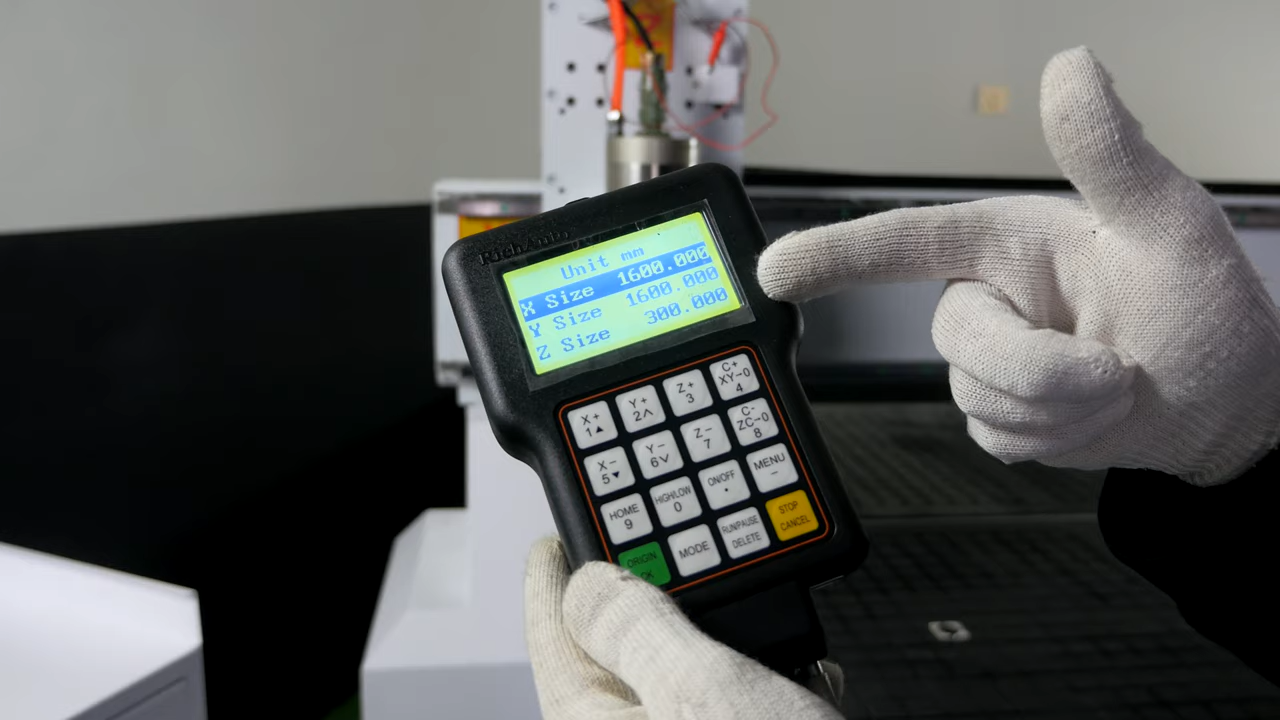 RichAuto
Unit mm
X Size 1600.000
Y Size 1600.000
Z Size 300.000
X+
1▲
Y+
2∧
Z+
3
C+
XY-0
4
X-
5▼
Y-
6∨
Z-
7
C-
ZC-0
8
HOME
9
HIGH/LOW
0
ON/OFF
.
MENU
-
ORIGIN
OK
MODE
RUN/PAUSE
DELETE
STOP
CANCEL